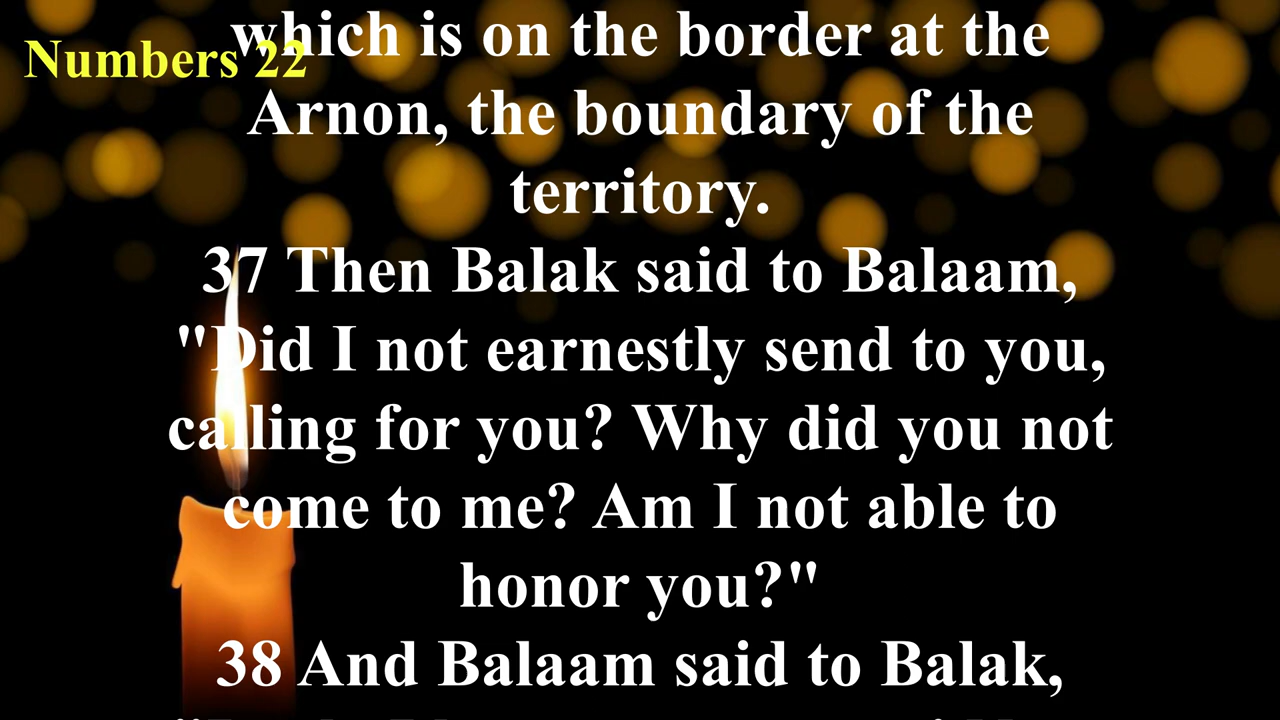 Numbers 22
which is on the border at the
Arnon, the boundary of the
territory.
37 Then Balak said to Balaam,
"Did I not earnestly send to you,
calling for you? Why did you not
come to me? Am I not able to
honor you?"
38 And Balaam said to Balak,